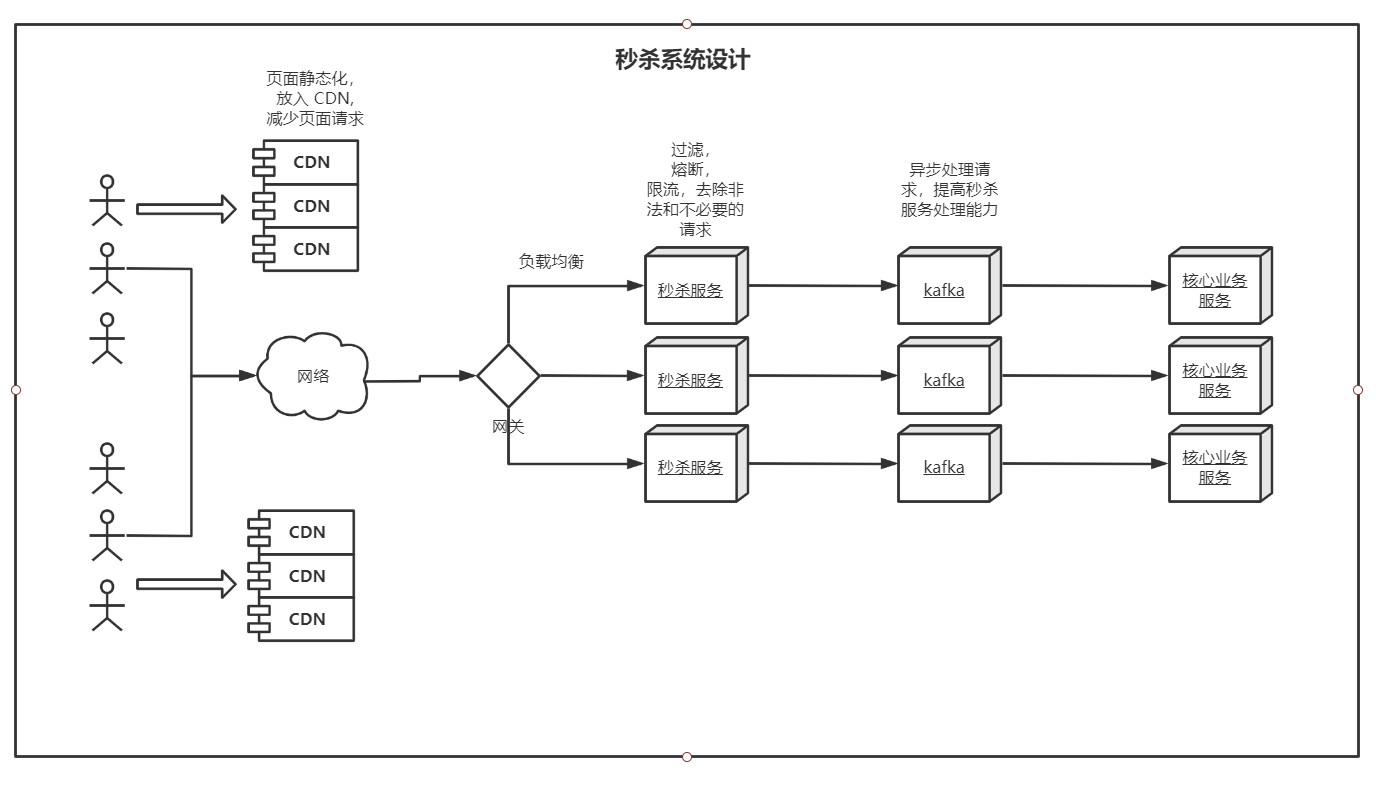 秒杀系统设计
页面静态化，
放入 CDN,
减少页面请求
CDN
CDN
CDN
过滤，
熔断，
限流，去除非
法和不必要的
请求
异步处理请
求，提高秒杀
服务处理能力
负载均衡
秒杀服务
kafka
核心业务
服务
网络
秒杀服务
kafka
核心业务
服务
网关
秒杀服务
kafka
核心业务
服务
CDN
CDN
CDN